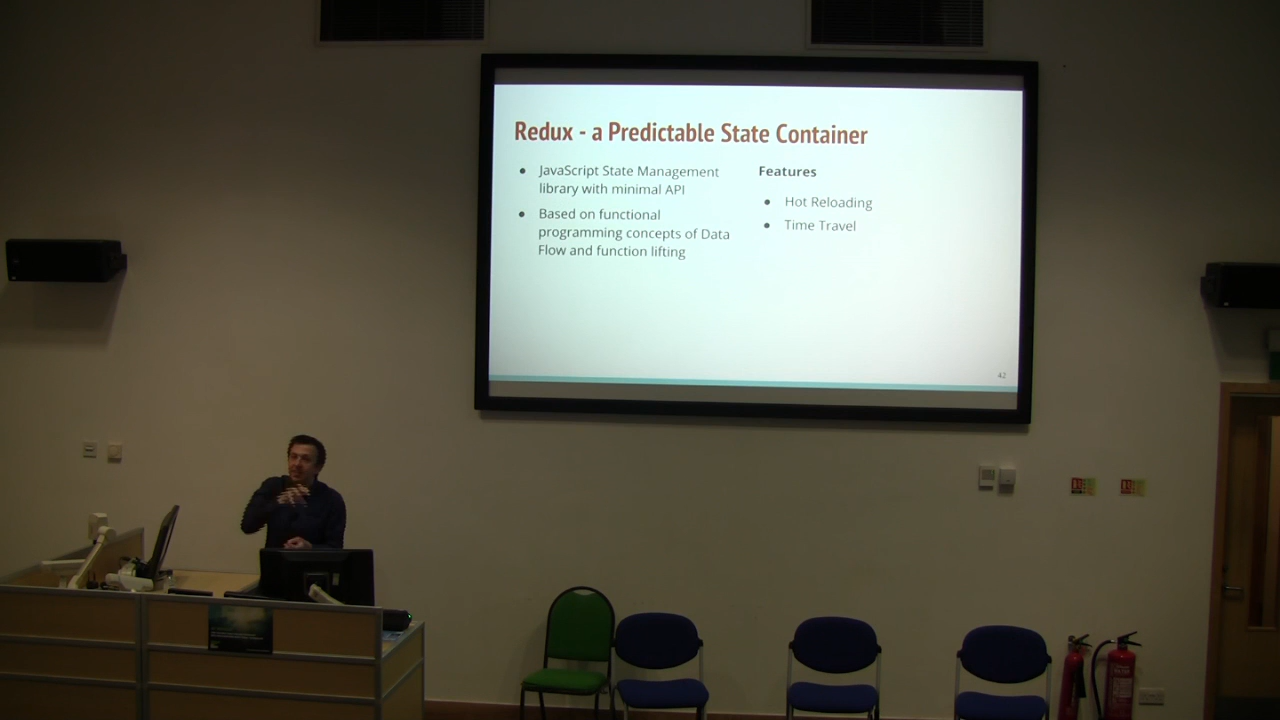 Redux - a Predictable State Container
● JavaScript State Management
library with minimal API
● Based on functional
programming concepts of Data
Flow and function lifting
Features
● Hot Reloading
● Time Travel
42